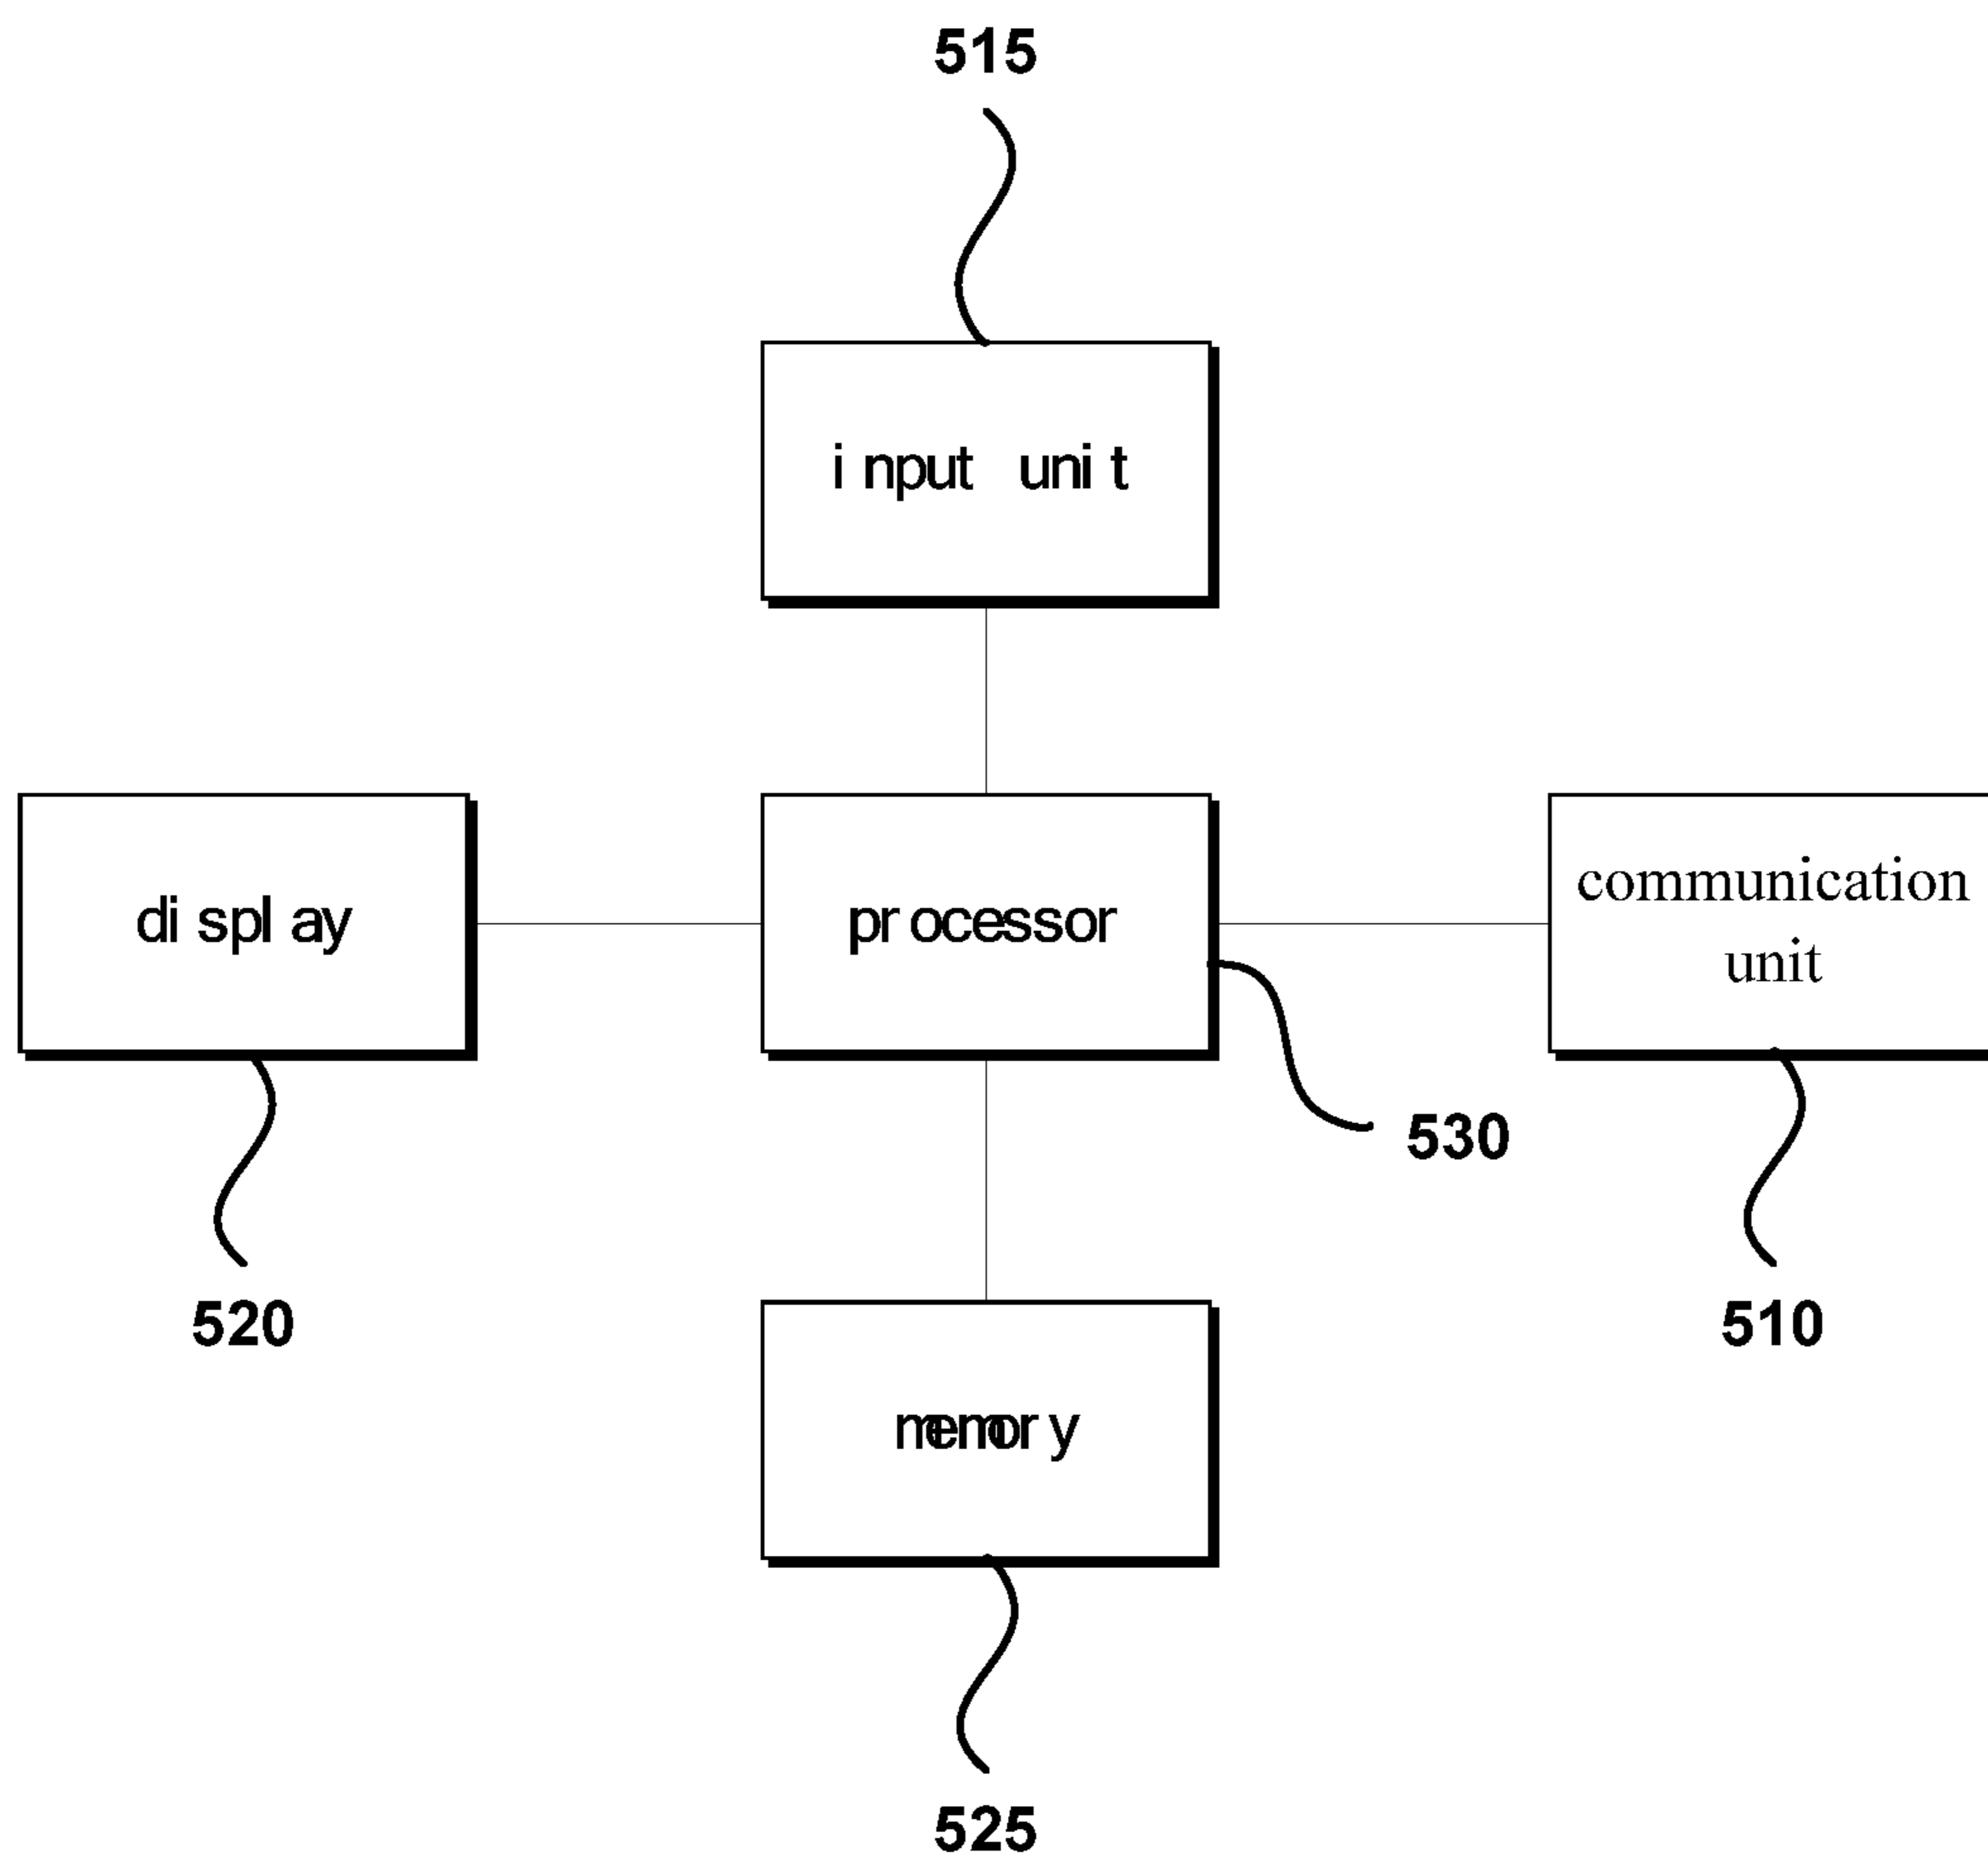 515
input unit
display
processor
communication
unit
530
520
510
memory
525